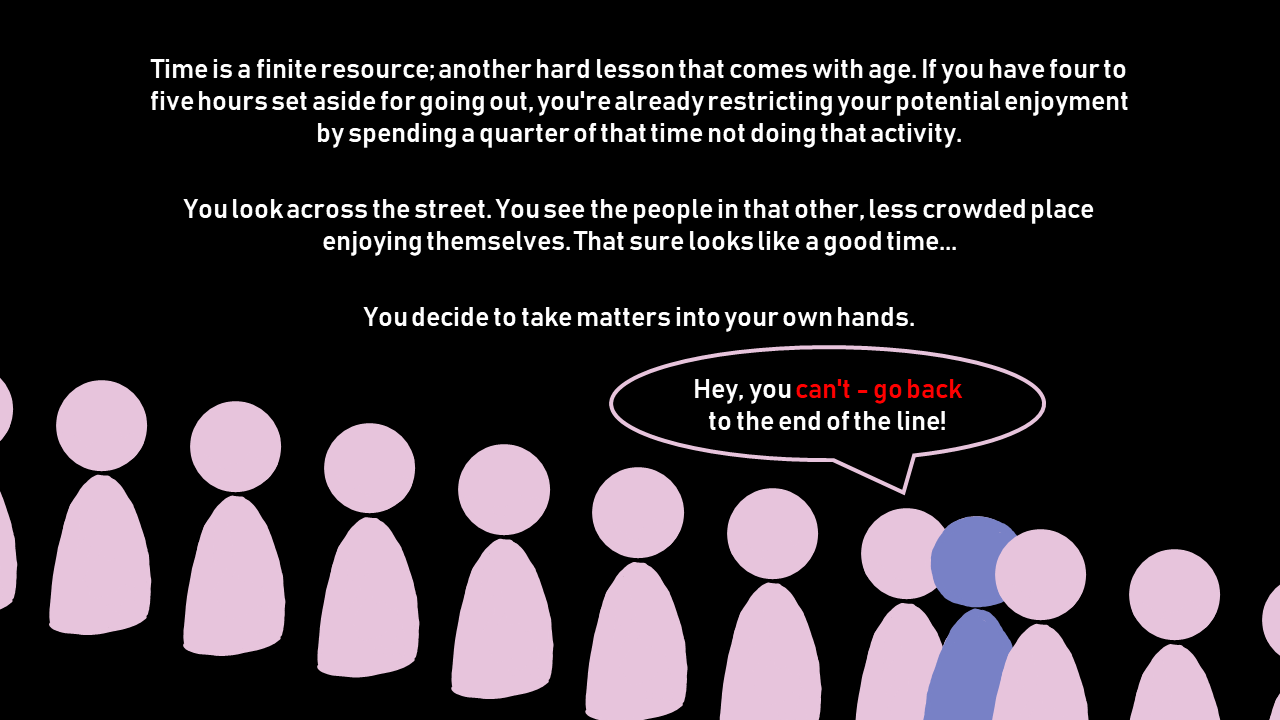 Time is a finite resource; another hard lesson that comes with age. If you have four to
five hours set aside for going out, you're already restricting your potential enjoyment
by spending a quarter of that time not doing that activity.
You look across the street. You see the people in that other, less crowded place
enjoying themselves. That sure looks like a good time...
You decide to take matters into your own hands.
Hey, you can't - go back
to the end of the line!